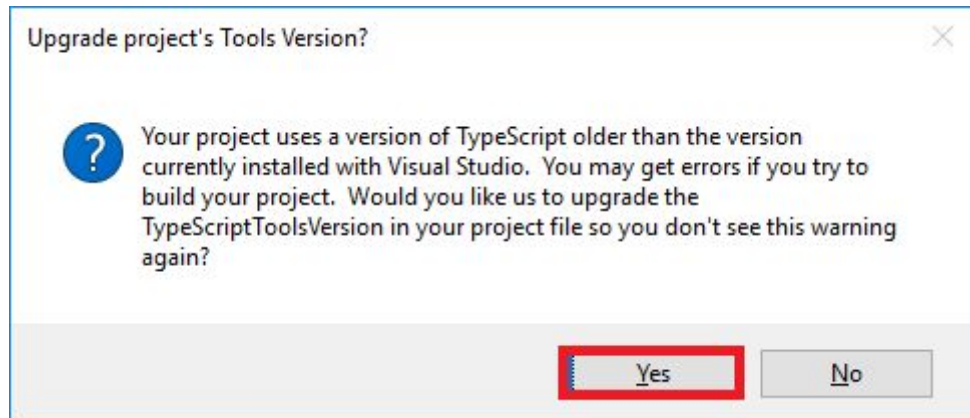 Upgrade project's Tools Version?
?
Your project uses a version of TypeScript older than the version
currently installed with Visual Studio.  You may get errors if you try to
build your project.  Would you like us to upgrade the
TypeScriptToolsVersion in your project file so you don't see this warning
again?
Yes
No